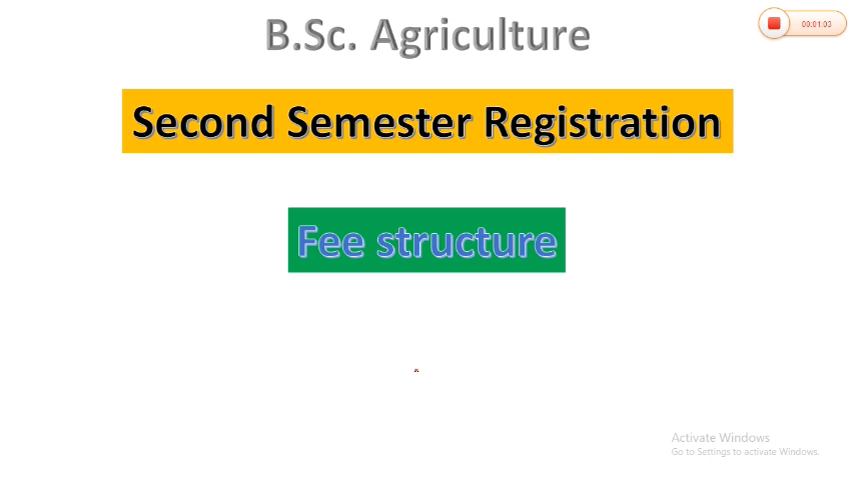 B.Sc. Agriculture
00:01:03
Second Semester Registration
Fee structure
Activate Windows
Go to Settings to activate Windows.